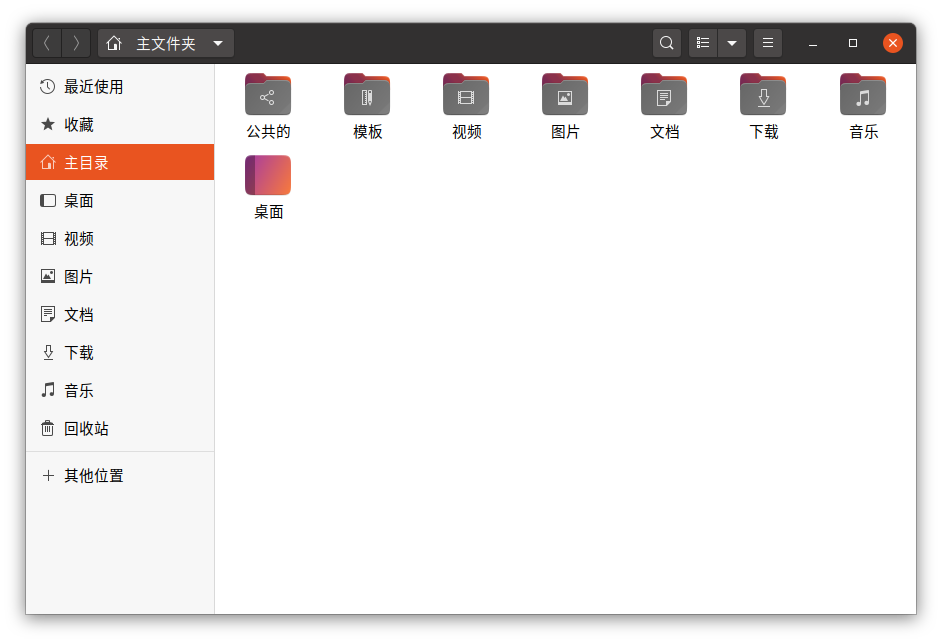 主文件夹
最近使用
收藏
主目录
桌面
视频
图片
文档
下载
音乐
回收站
其他位置
公共的 模板 视频 图片 文档 下载 音乐
桌面